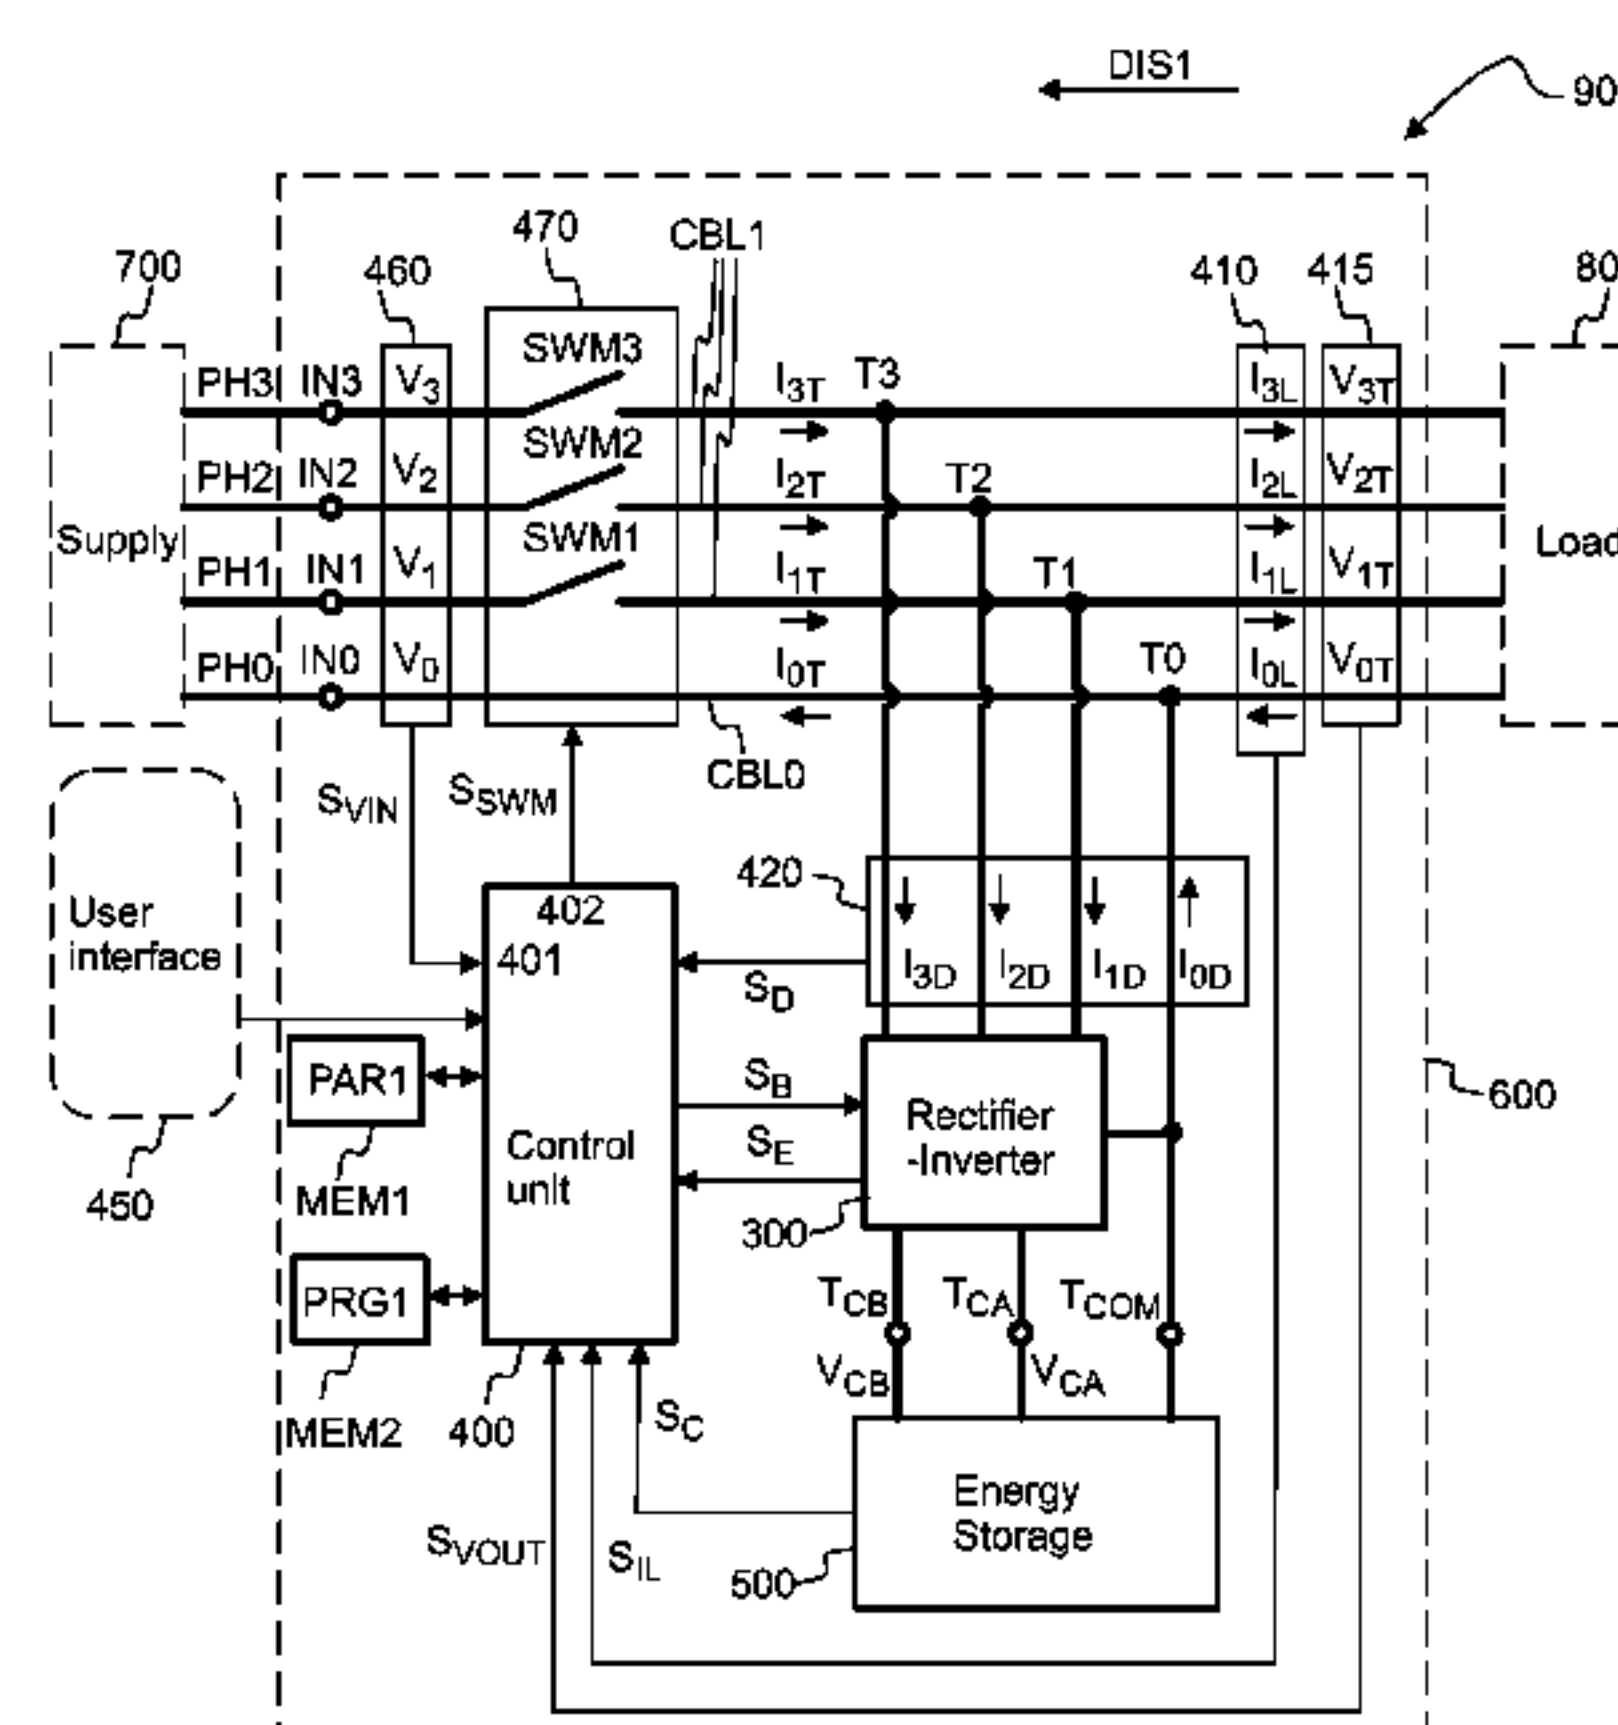 DIS1
90
470
CBL1
700
460
410
415
80
SWM3
PH3
IN3
V3
I3T
T3
I3L
V3T
SWM2
PH2
IN2
V2
I2T
T2
I2L
V2T
Supply
SWM1
Load
PH1
IN1
V1
I1T
T1
I1L
V1T
PH0
IN0
V0
I0T
T0
I0L
V0T
CBL0
SVIN
SSWM
420
User
interface
402
401
SD
I3D
I2D
I1D
I0D
PAR1
SB
Rectifier
-Inverter
600
Control
unit
SE
450
MEM1
300
PRG1
TCB
TCA
TCOM
VCB
VCA
MEM2
400
SC
Energy
Storage
SVOUT
SIL
500